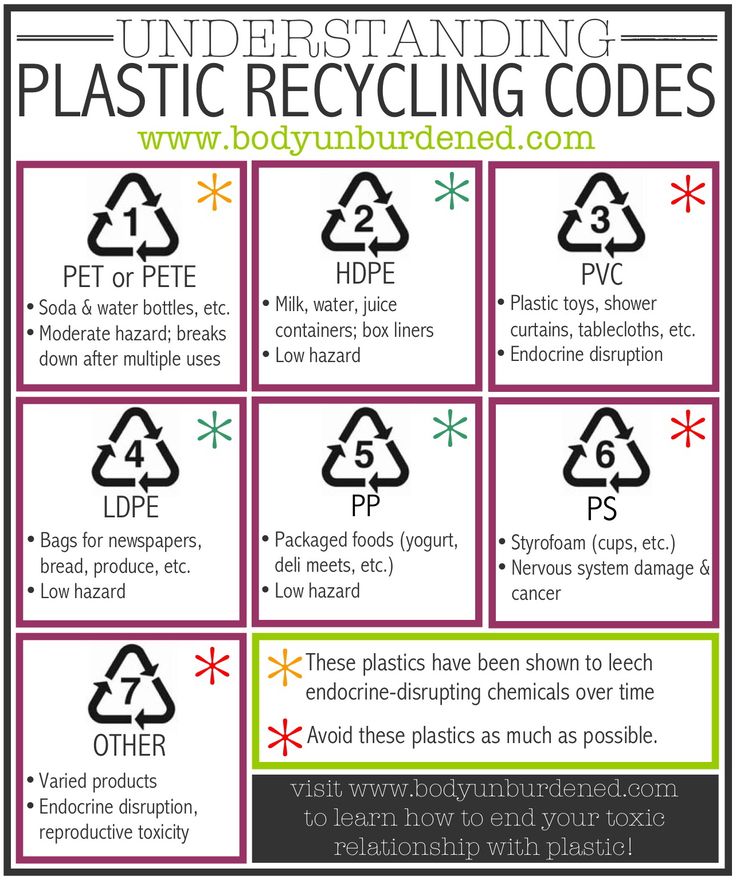 UNDERSTANDING
PLASTIC RECYCLING CODES
www.bodyunburdened.com
1
PET or PETE
• Soda & water bottles, etc.
• Moderate hazard; breaks
down after multiple uses
2
HDPE
• Milk, water, juice
containers; box liners
• Low hazard
3
PVC
• Plastic toys, shower
curtains, tablecloths, etc.
• Endocrine disruption
4
LDPE
• Bags for newspapers,
bread, produce, etc.
• Low hazard
5
PP
• Packaged foods (yogurt,
deli meets, etc.)
• Low hazard
6
PS
• Styrofoam (cups, etc.)
• Nervous system damage &
cancer
7
OTHER
• Varied products
• Endocrine disruption,
reproductive toxicity
* These plastics have been shown to leech
endocrine-disrupting chemicals over time
* Avoid these plastics as much as possible.
visit www.bodyunburdened.com
to learn how to end your toxic
relationship with plastic!